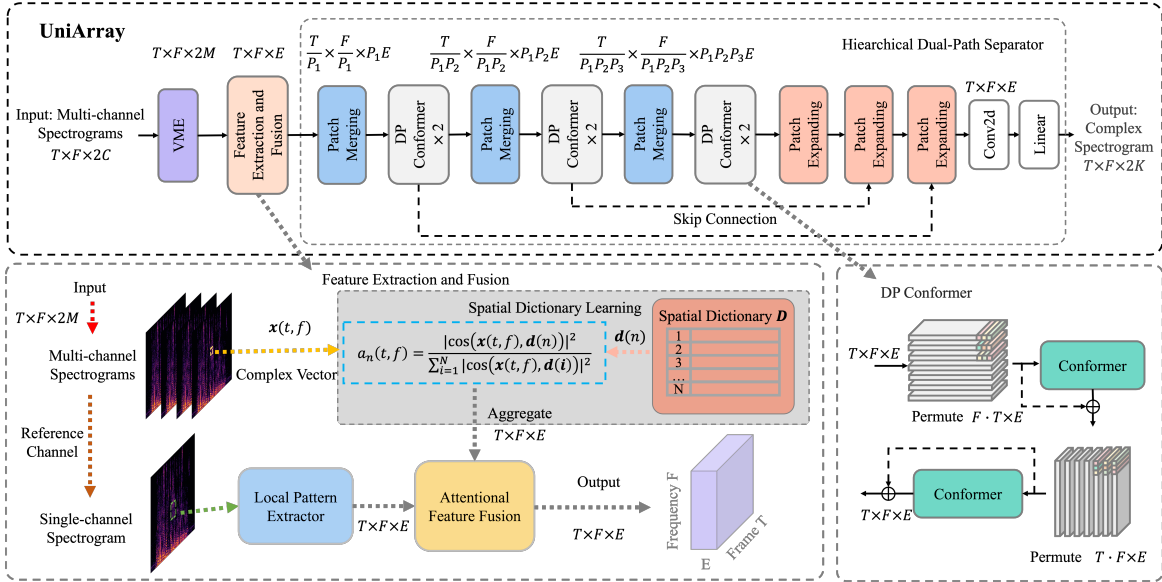 UniArray
Hiearchical Dual-Path Separator
T×F×2M
T×F×E
T/P₁ × F/P₁ × P₁E
T/P₁P₂ × F/P₁P₂ × P₁P₂E
T/P₁P₂P₃ × F/P₁P₂P₃ × P₁P₂P₃E
T×F×E
Input: Multi-channel
Spectrograms
T×F×2C
VME
Feature
Extraction and
Fusion
Patch
Merging
DP
Conformer
× 2
Patch
Merging
DP
Conformer
× 2
Patch
Merging
DP
Conformer
× 2
Patch
Expanding
Patch
Expanding
Patch
Expanding
Conv2d
Linear
Output:
Complex
Spectrogram
T×F×2K
Skip Connection
Feature Extraction and Fusion
Input
T×F×2M
Multi-channel
Spectrograms
Reference
Channel
Single-channel
Spectrogram
x(t,f)
Complex Vector
Spatial Dictionary Learning
aₙ(t,f) = |cos(x(t,f),d(n))|² / ∑ᵢ₌₁ᴺ|cos(x(t,f),d(i))|²
d(n)
Spatial Dictionary D
1
2
3
...
N
Aggregate
T×F×E
Local Pattern
Extractor
T×F×E
Attentional
Feature Fusion
Output
T×F×E
Frequency F
Frame T
E
DP Conformer
T×F×E
Permute F·T×E
Conformer
Conformer
T×F×E
Permute T·F×E